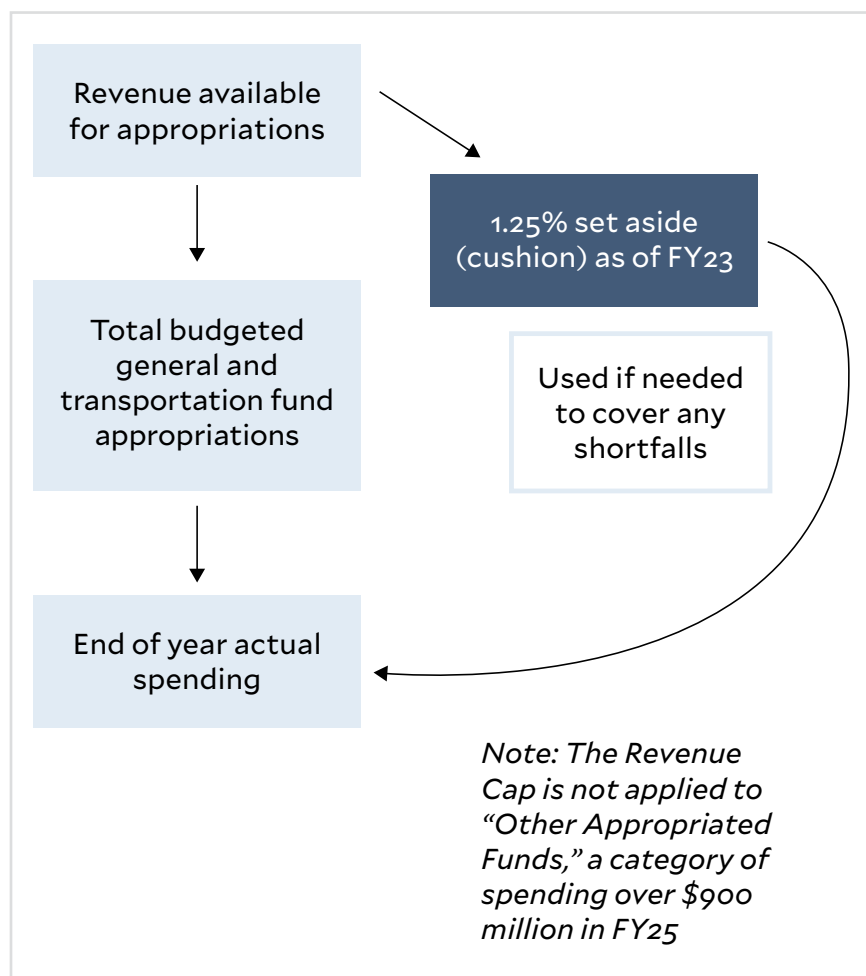 Revenue available
for appropriations
1.25% set aside
(cushion) as of FY23
Total budgeted
general and
transportation fund
appropriations
Used if needed
to cover any
shortfalls
End of year actual
spending
Note: The Revenue
Cap is not applied to
“Other Appropriated
Funds,” a category of
spending over $900
million in FY25